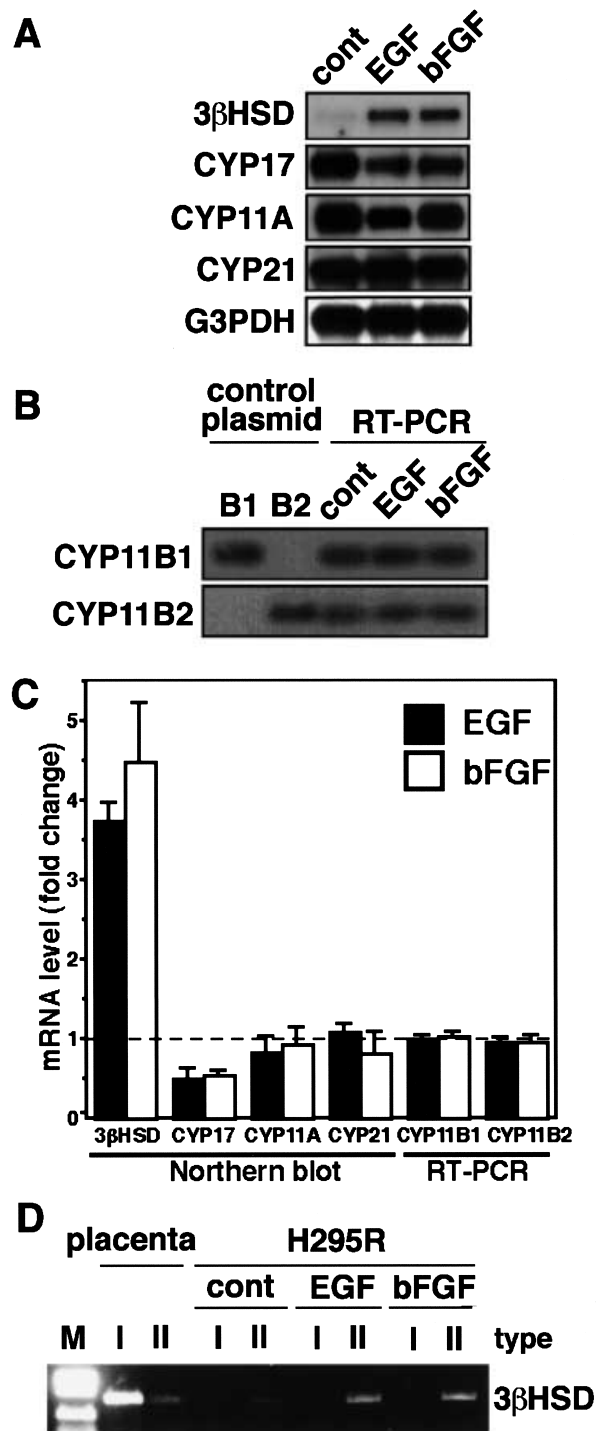 A
cont EGF bFGF
3βHSD
CYP17
CYP11A
CYP21
G3PDH
B
control plasmid
RT-PCR
B1 B2 cont EGF bFGF
CYP11B1
CYP11B2
C
EGF
bFGF
mRNA level (fold change)
5
4
3
2
1
0
3βHSD CYP17 CYP11A CYP21 CYP11B1 CYP11B2
Northern blot RT-PCR
D
placenta H295R
cont EGF bFGF
M I II I II I II I II type
3βHSD